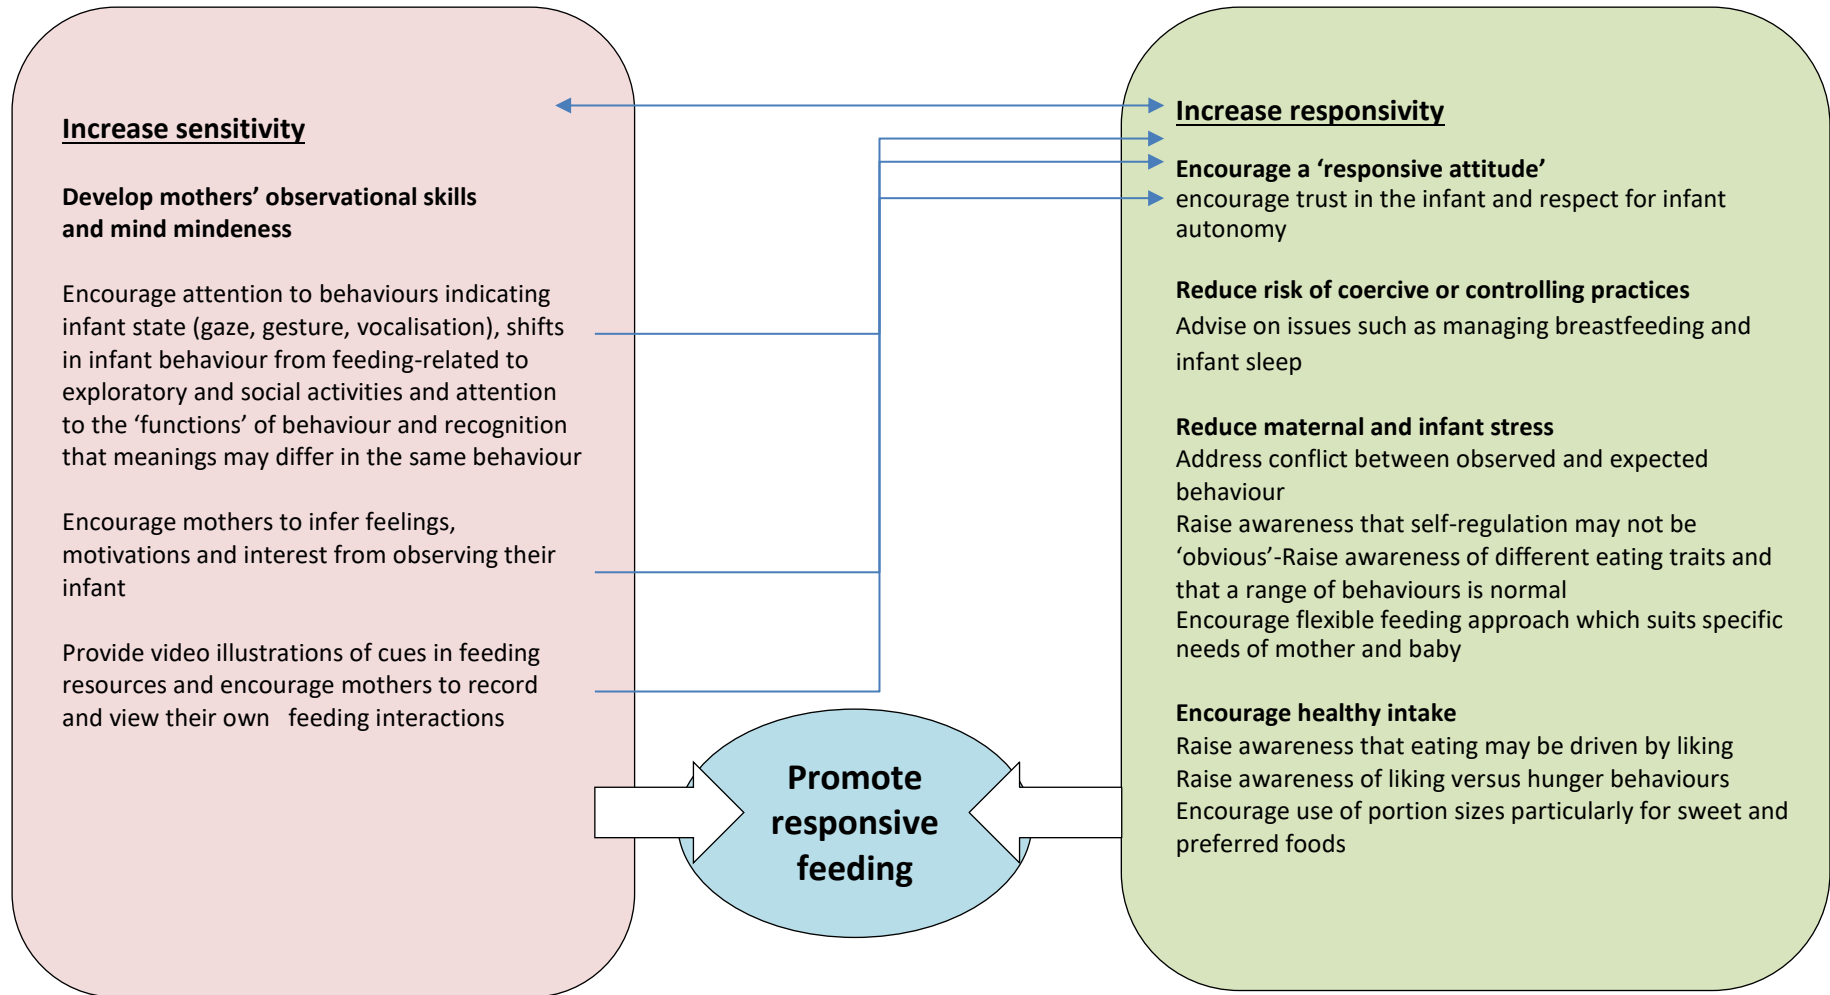 Increase sensitivity
Develop mothers’ observational skills
and mind mindeness
Encourage attention to behaviours indicating
infant state (gaze, gesture, vocalisation), shifts
in infant behaviour from feeding-related to
exploratory and social activities and attention
to the ‘functions’ of behaviour and recognition
that meanings may differ in the same behaviour
Encourage mothers to infer feelings,
motivations and interest from observing their
infant
Provide video illustrations of cues in feeding
resources and encourage mothers to record
and view their own feeding interactions
Promote
responsive
feeding
Increase responsivity
Encourage a ‘responsive attitude’
encourage trust in the infant and respect for infant
autonomy
Reduce risk of coercive or controlling practices
Advise on issues such as managing breastfeeding and
infant sleep
Reduce maternal and infant stress
Address conflict between observed and expected
behaviour
Raise awareness that self-regulation may not be
‘obvious’-Raise awareness of different eating traits and
that a range of behaviours is normal
Encourage flexible feeding approach which suits specific
needs of mother and baby
Encourage healthy intake
Raise awareness that eating may be driven by liking
Raise awareness of liking versus hunger behaviours
Encourage use of portion sizes particularly for sweet and
preferred foods